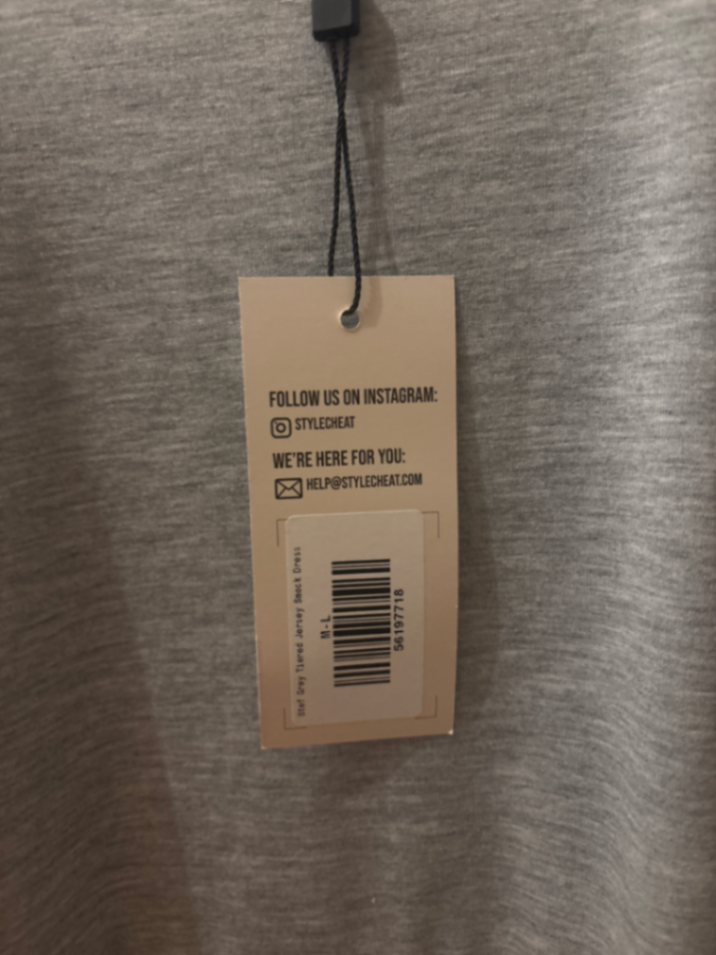 FOLLOW US ON INSTAGRAM:
STYLECHEAT
WE'RE HERE FOR YOU:
HELP@STYLECHEAT.COM
Stef Grey Tiered Jersey Smock Dress
M-L
56197718